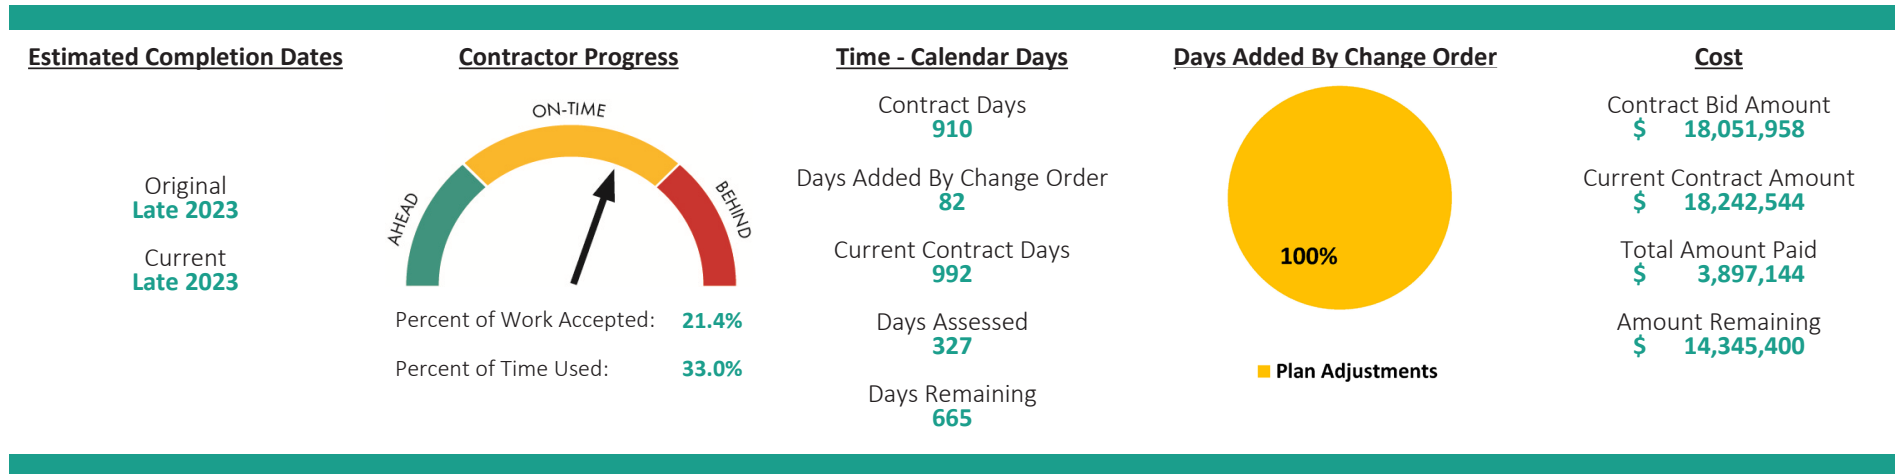 Estimated Completion Dates
Original
Late 2023
Current
Late 2023
Contractor Progress
AHEAD
ON-TIME
BEHIND
Percent of Work Accepted: 21.4%
Percent of Time Used: 33.0%
Time - Calendar Days
Contract Days
910
Days Added By Change Order
82
Current Contract Days
992
Days Assessed
327
Days Remaining
665
Days Added By Change Order
100%
Plan Adjustments
Cost
Contract Bid Amount
$ 18,051,958
Current Contract Amount
$ 18,242,544
Total Amount Paid
$ 3,897,144
Amount Remaining
$ 14,345,400